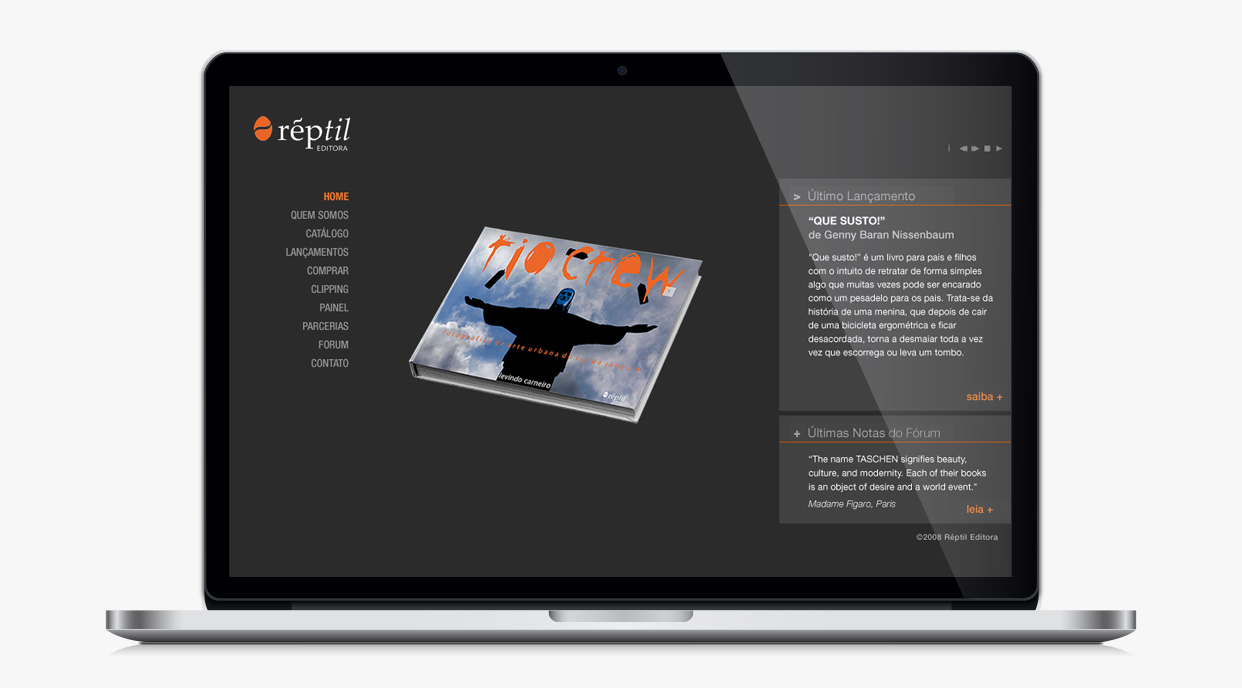 réptil
EDITORA
HOME
QUEM SOMOS
CATÁLOGO
LANÇAMENTOS
COMPRAR
CLIPPING
PAINEL
PARCERIAS
FORUM
CONTATO
rio crew
arte urbana
levindo carneiro
réptil
i
> Último Lançamento
“QUE SUSTO!”
de Genny Baran Nissenbaum
“Que susto!” é um livro para pais e filhos
com o intuito de retratar de forma simples
algo que muitas vezes pode ser encarado
como um pesadelo para os pais. Trata-se da
história de uma menina, que depois de cair
de uma bicicleta ergométrica e ficar
desacordada, torna a desmaiar toda a vez
vez que escorrega ou leva um tombo.
saiba +
+ Últimas Notas do Fórum
“The name TASCHEN signifies beauty,
culture, and modernity. Each of their books
is an object of desire and a world event.”
Madame Figaro, Paris
leia +
©2008 Réptil Editora